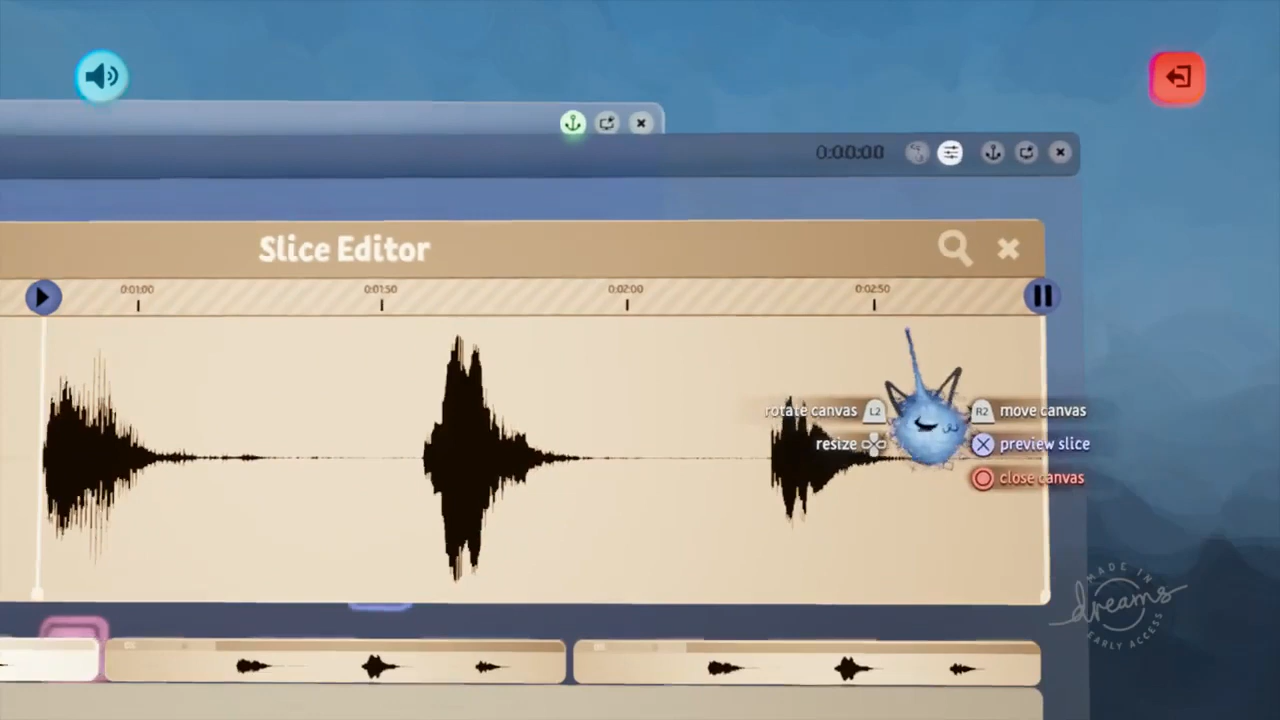 0:00:00
Slice Editor
0:01:00 0:01:50 0:02:00 0:02:50
rotate canvas L2 R2 move canvas
resize preview slice
close canvas
MADE IN
dreams
EARLY ACCESS